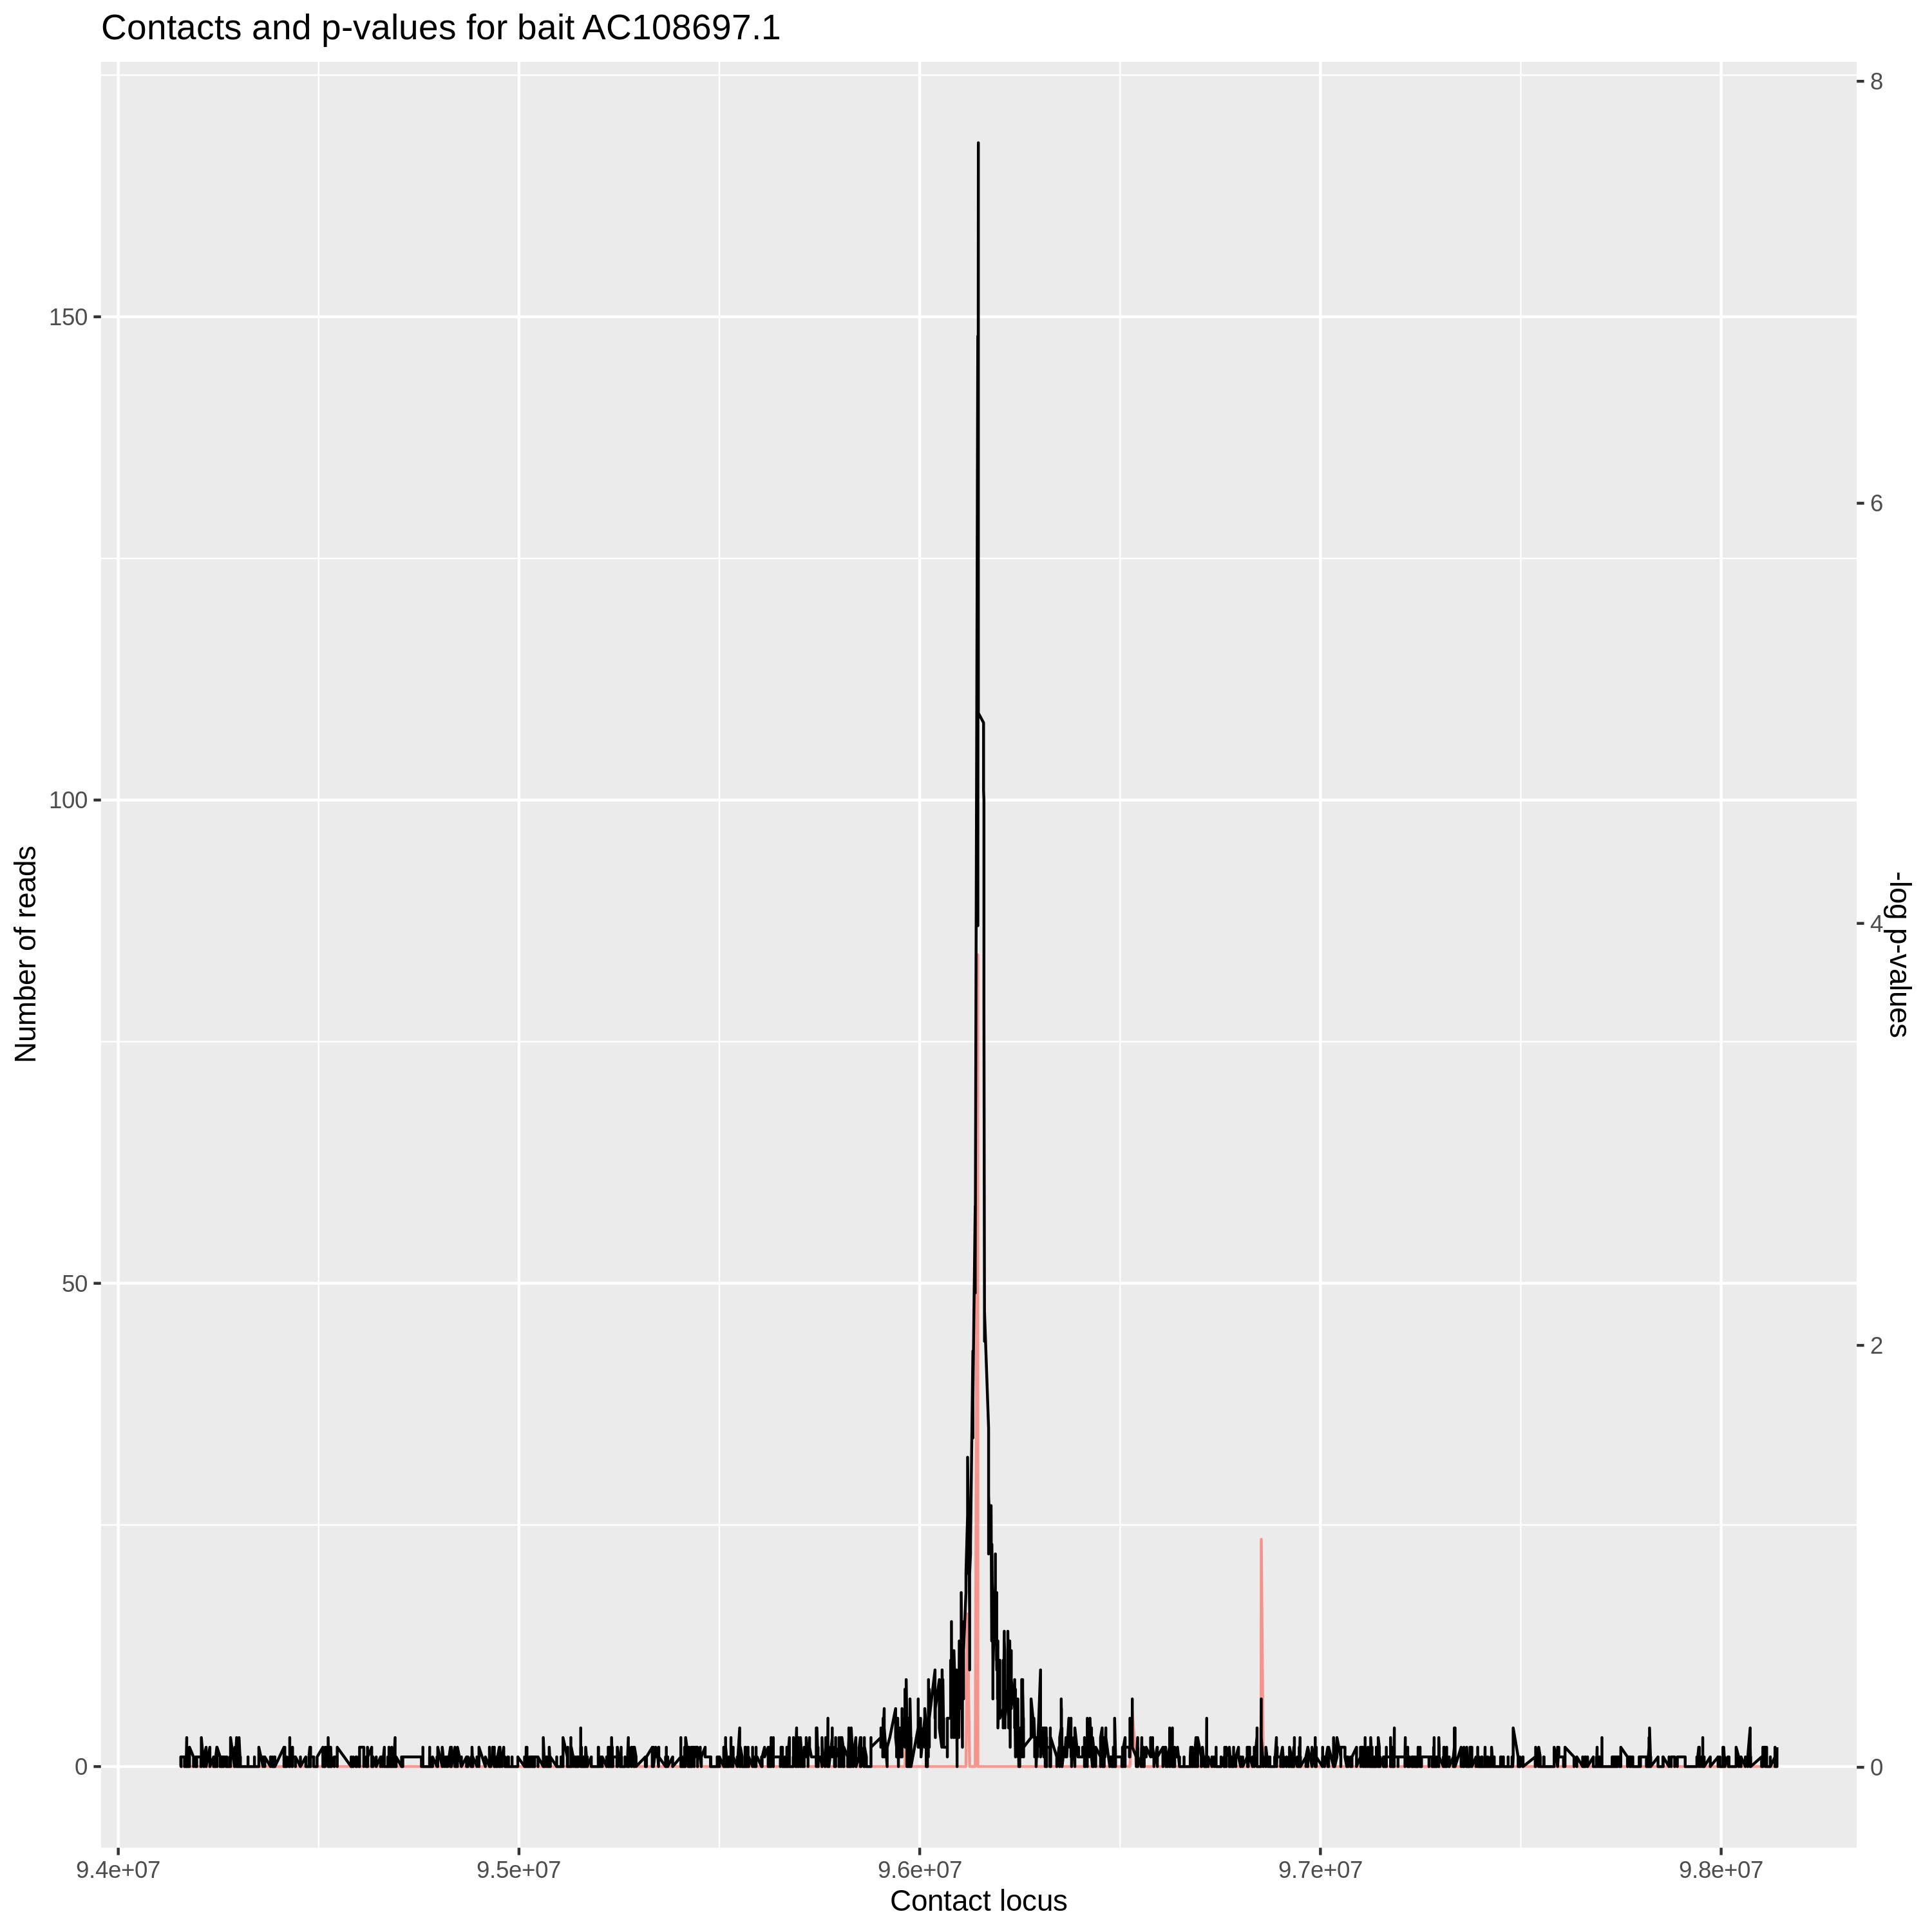 Contacts and p-values for bait AC108697.1
Number of reads
150
100
50
0
8
6
4
2
0
-log p-values
9.4e+07 9.5e+07 9.6e+07 9.7e+07 9.8e+07
Contact locus